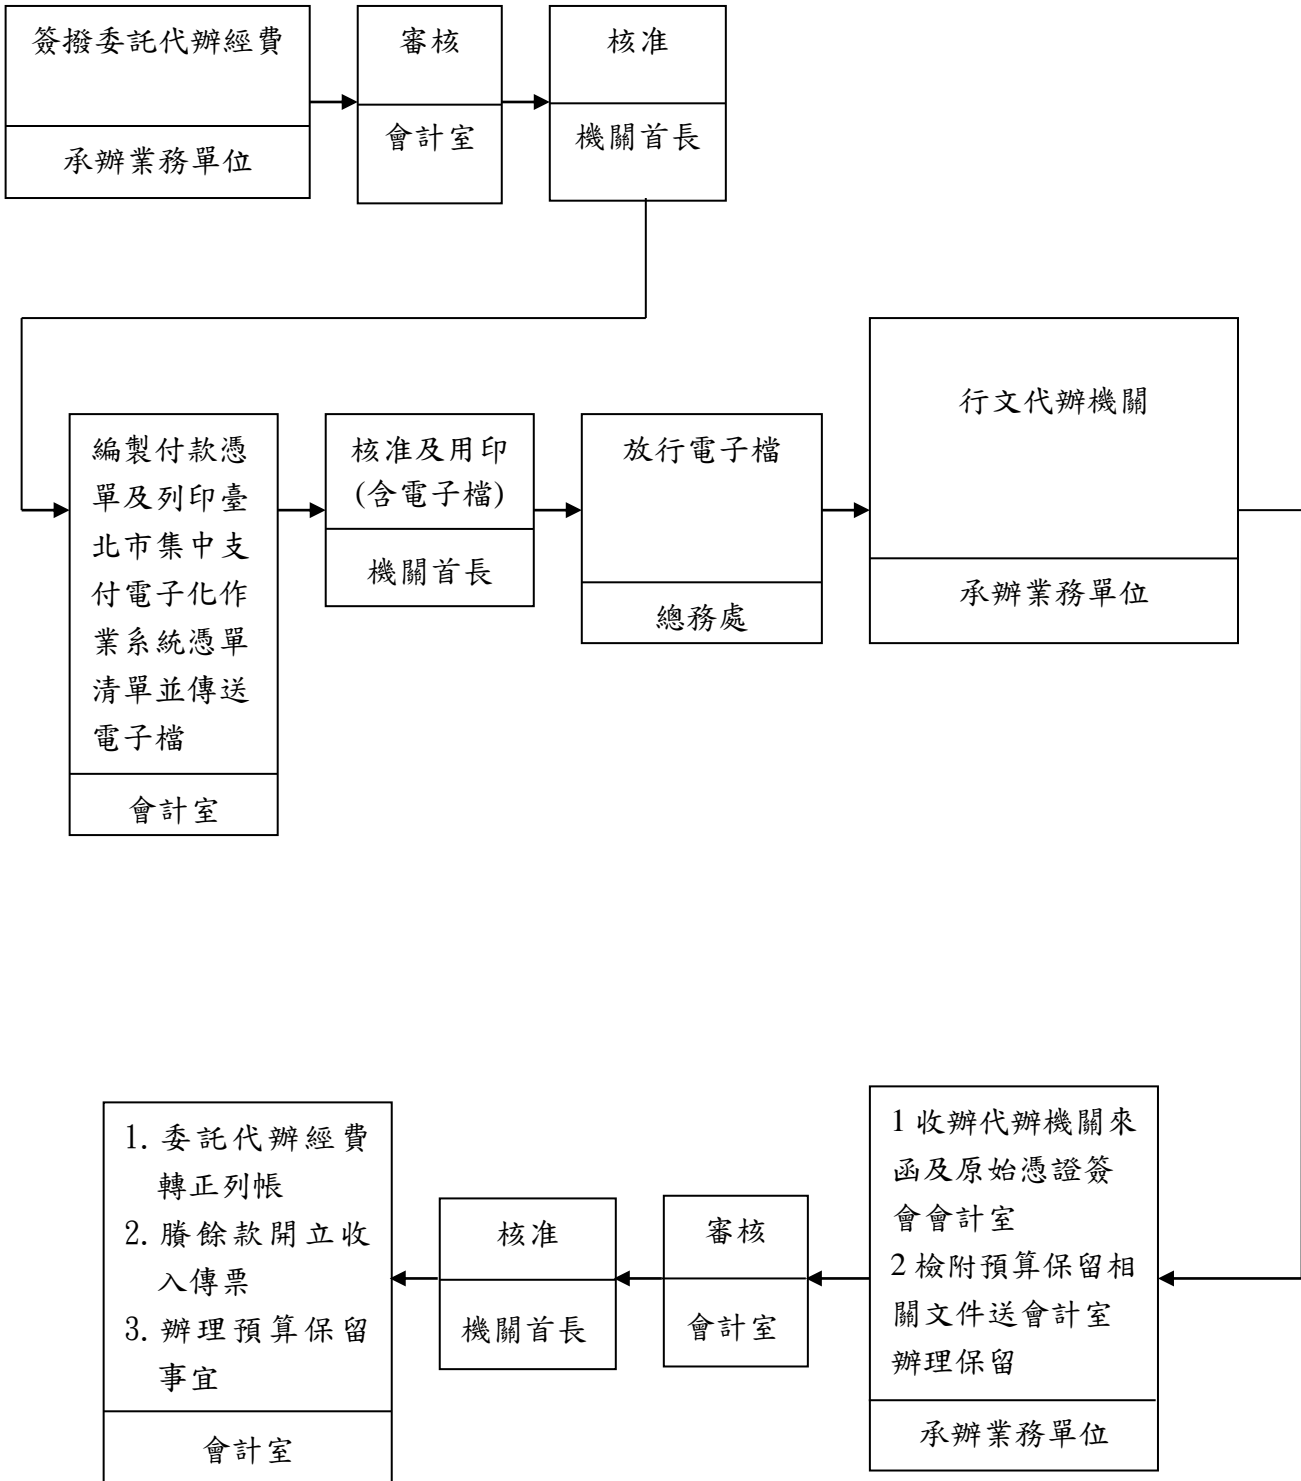 簽撥委託代辦經費
承辦業務單位
審核
會計室
核准
機關首長
編製付款憑
單及列印臺
北市集中支
付電子化作
業系統憑單
清單並傳送
電子檔
會計室
核准及用印
(含電子檔)
機關首長
放行電子檔
總務處
行文代辦機關
承辦業務單位
1 收辦代辦機關來
函及原始憑證簽
會會計室
2 檢附預算保留相
關文件送會計室
辦理保留
承辦業務單位
審核
會計室
核准
機關首長
1. 委託代辦經費
轉正列帳
2. 賸餘款開立收
入傳票
3. 辦理預算保留
事宜
會計室